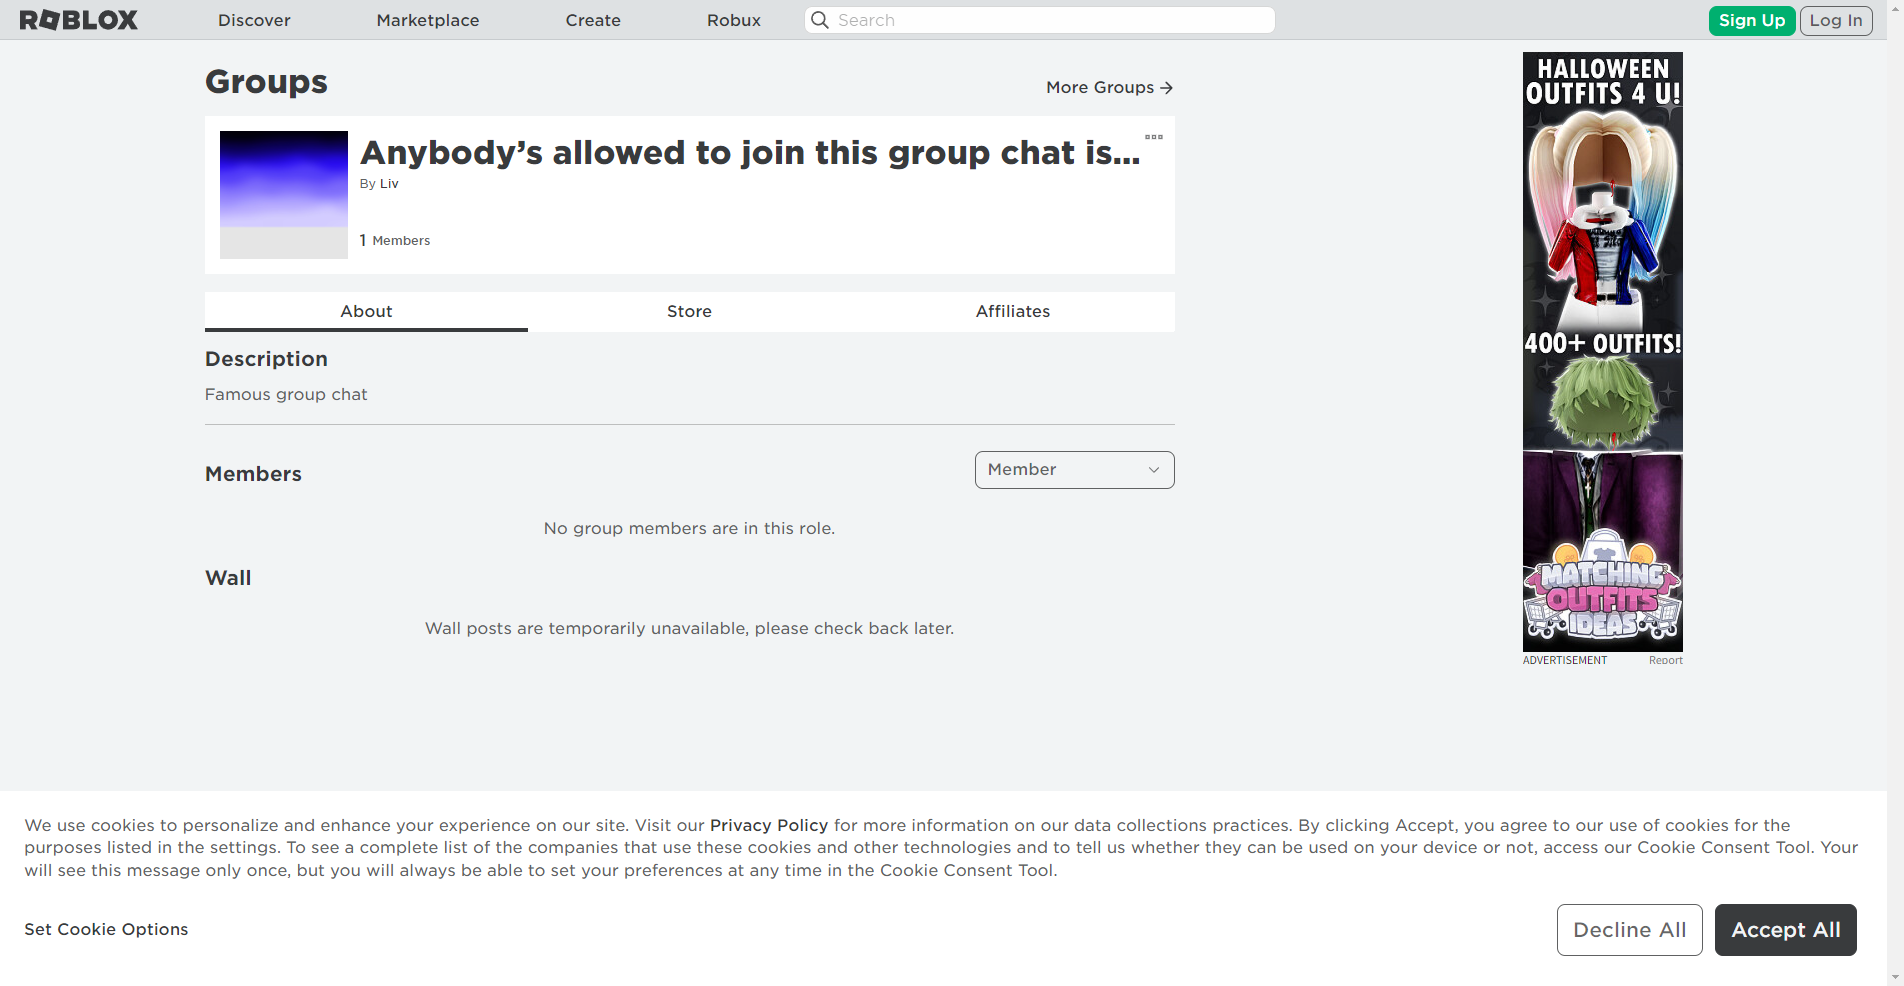 ROBLOX
Discover
Marketplace
Create
Robux
Search
Sign Up
Log In
Groups
More Groups
Anybody's allowed to join this group chat is...
By Liv
1 Members
About
Store
Affiliates
Description
Famous group chat
Members
Member
No group members are in this role.
Wall
Wall posts are temporarily unavailable, please check back later.
HALLOWEEN
OUTFITS 4 U!
400+ OUTFITS!
MATCHING
OUTFITS
IDEAS
ADVERTISEMENT
Report
We use cookies to personalize and enhance your experience on our site. Visit our Privacy Policy for more information on our data collections practices. By clicking Accept, you agree to our use of cookies for the
purposes listed in the settings. To see a complete list of the companies that use these cookies and other technologies and to tell us whether they can be used on your device or not, access our Cookie Consent Tool. Your
will see this message only once, but you will always be able to set your preferences at any time in the Cookie Consent Tool.
Set Cookie Options
Decline All
Accept All